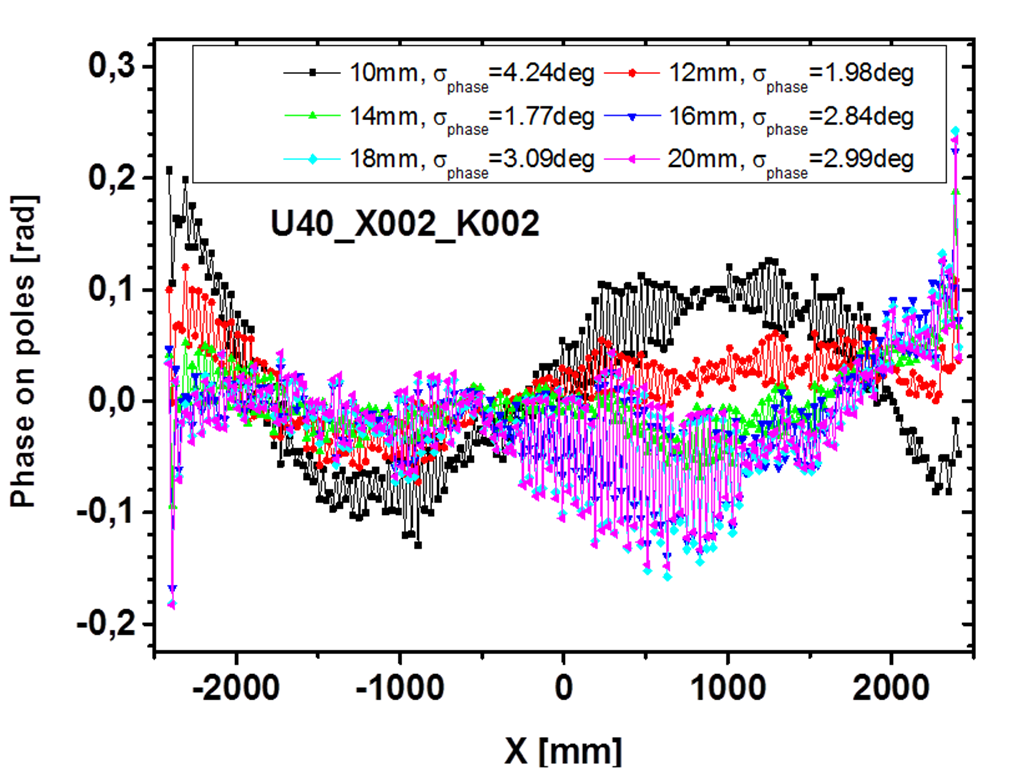 0,3
0,2
0,1
0,0
-0,1
-0,2
Phase on poles [rad]
10mm, σphase=4.24deg 12mm, σphase=1.98deg
14mm, σphase=1.77deg 16mm, σphase=2.84deg
18mm, σphase=3.09deg 20mm, σphase=2.99deg
U40_X002_K002
-2000 -1000 0 1000 2000
X [mm]